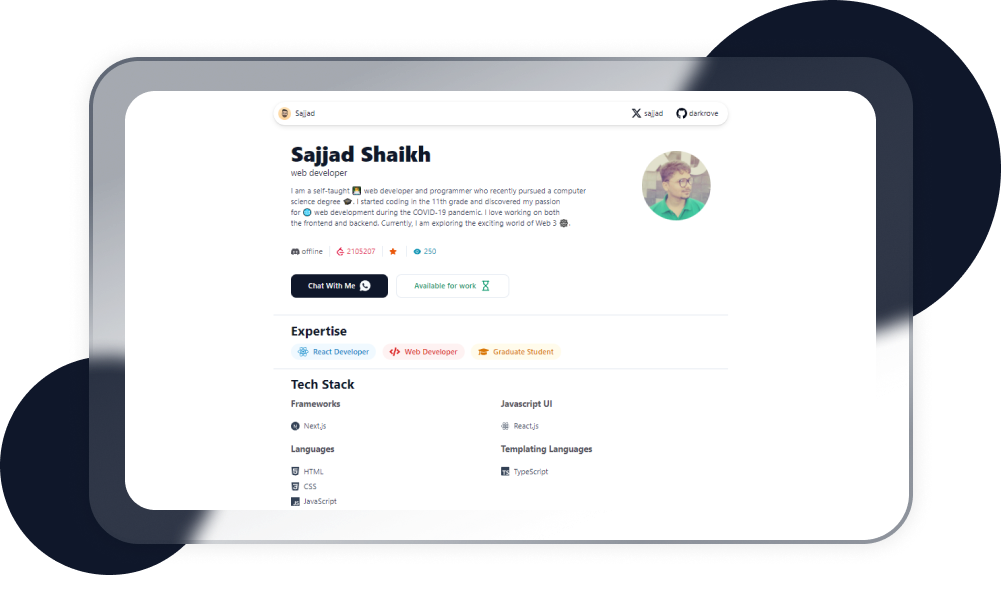 Sajjad
sajjad
darkrove
Sajjad Shaikh
web developer
I am a self-taught 👨‍💻 web developer and programmer who recently pursued a computer
science degree 🎓. I started coding in the 11th grade and discovered my passion
for 🌐 web development during the COVID-19 pandemic. I love working on both
the frontend and backend. Currently, I am exploring the exciting world of Web 3 .
offline
2105207
250
Chat With Me
Available for work
Expertise
React Developer
Web Developer
Graduate Student
Tech Stack
Frameworks
Javascript UI
Next.js
React.js
Languages
Templating Languages
HTML
TypeScript
CSS
JavaScript